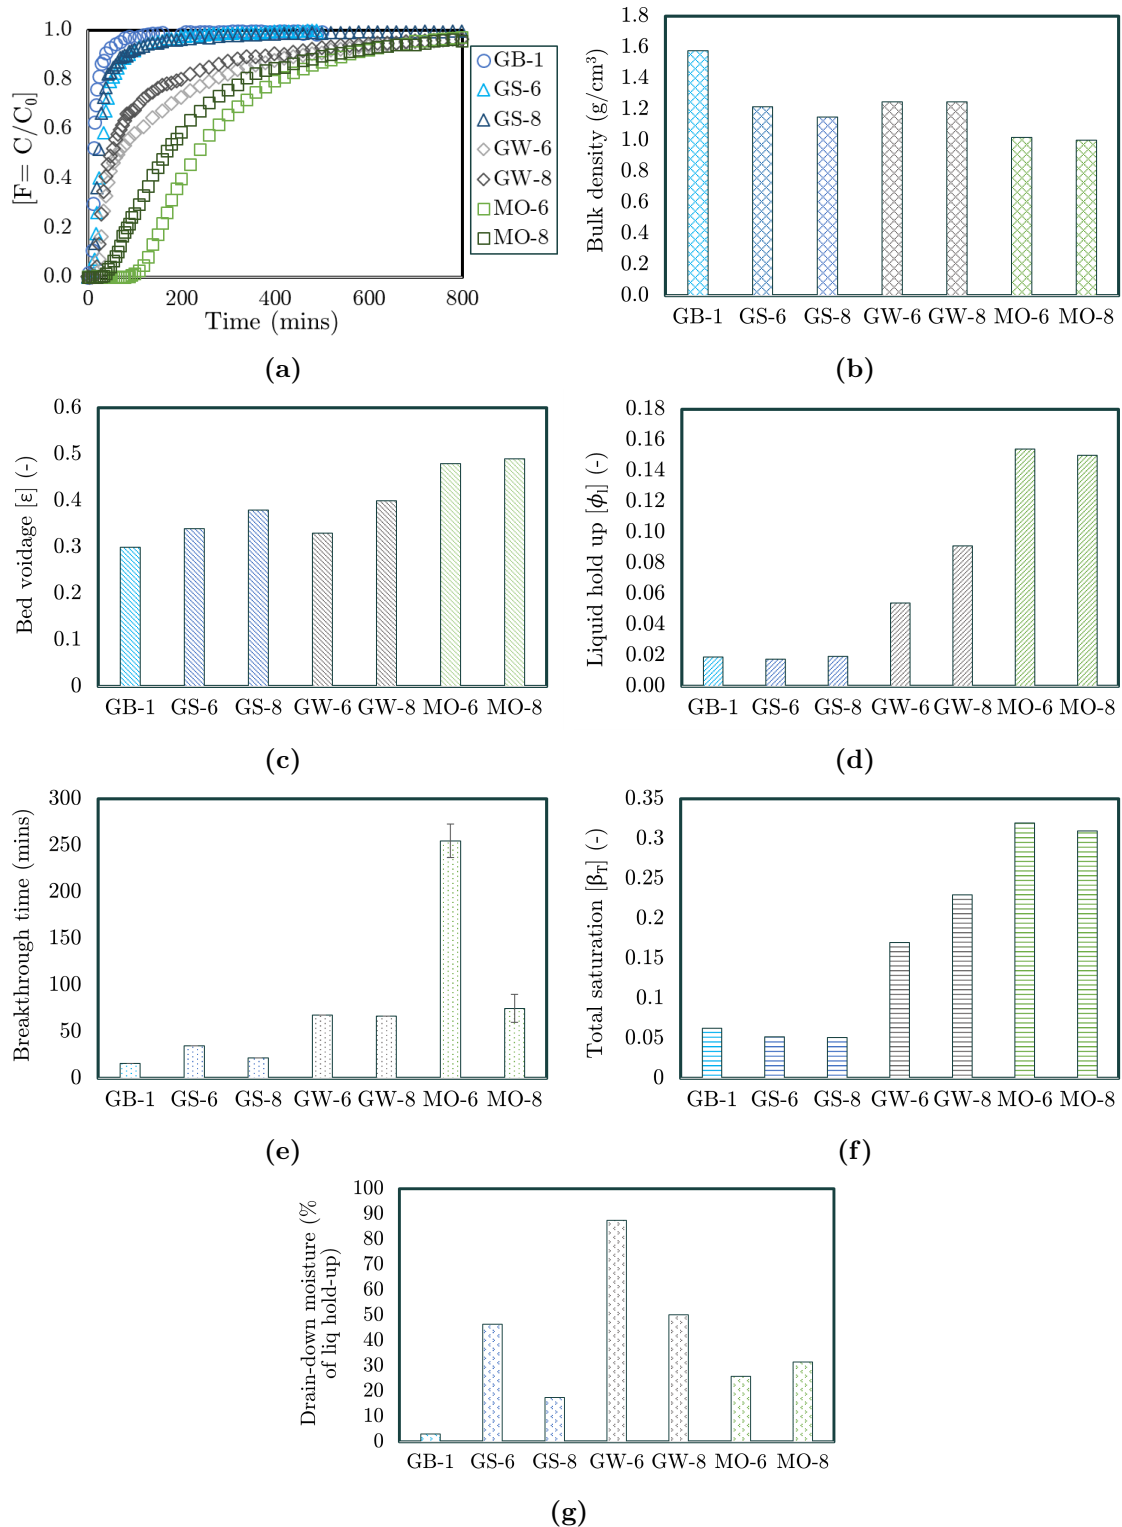 1.0
0.8
0.6
0.4
0.2
0.0
[F= C/C₀]
0 200 400 600 800
Time (mins)
GB-1
GS-6
GS-8
GW-6
GW-8
MO-6
MO-8
(a)
1.8
1.6
1.4
1.2
1.0
0.8
0.6
0.4
0.2
0.0
Bulk density (g/cm³)
GB-1 GS-6 GS-8 GW-6 GW-8 MO-6 MO-8
(b)
0.6
0.5
0.4
0.3
0.2
0.1
0
Bed voidage [ε] (-)
GB-1 GS-6 GS-8 GW-6 GW-8 MO-6 MO-8
(c)
0.18
0.16
0.14
0.12
0.10
0.08
0.06
0.04
0.02
0.00
Liquid hold up [ϕₗ] (-)
GB-1 GS-6 GS-8 GW-6 GW-8 MO-6 MO-8
(d)
300
250
200
150
100
50
0
Breakthrough time (mins)
GB-1 GS-6 GS-8 GW-6 GW-8 MO-6 MO-8
(e)
0.35
0.3
0.25
0.2
0.15
0.1
0.05
0
Total saturation [β_T] (-)
GB-1 GS-6 GS-8 GW-6 GW-8 MO-6 MO-8
(f)
100
90
80
70
60
50
40
30
20
10
0
Drain-down moisture (%
of liq hold-up)
GB-1 GS-6 GS-8 GW-6 GW-8 MO-6 MO-8
(g)